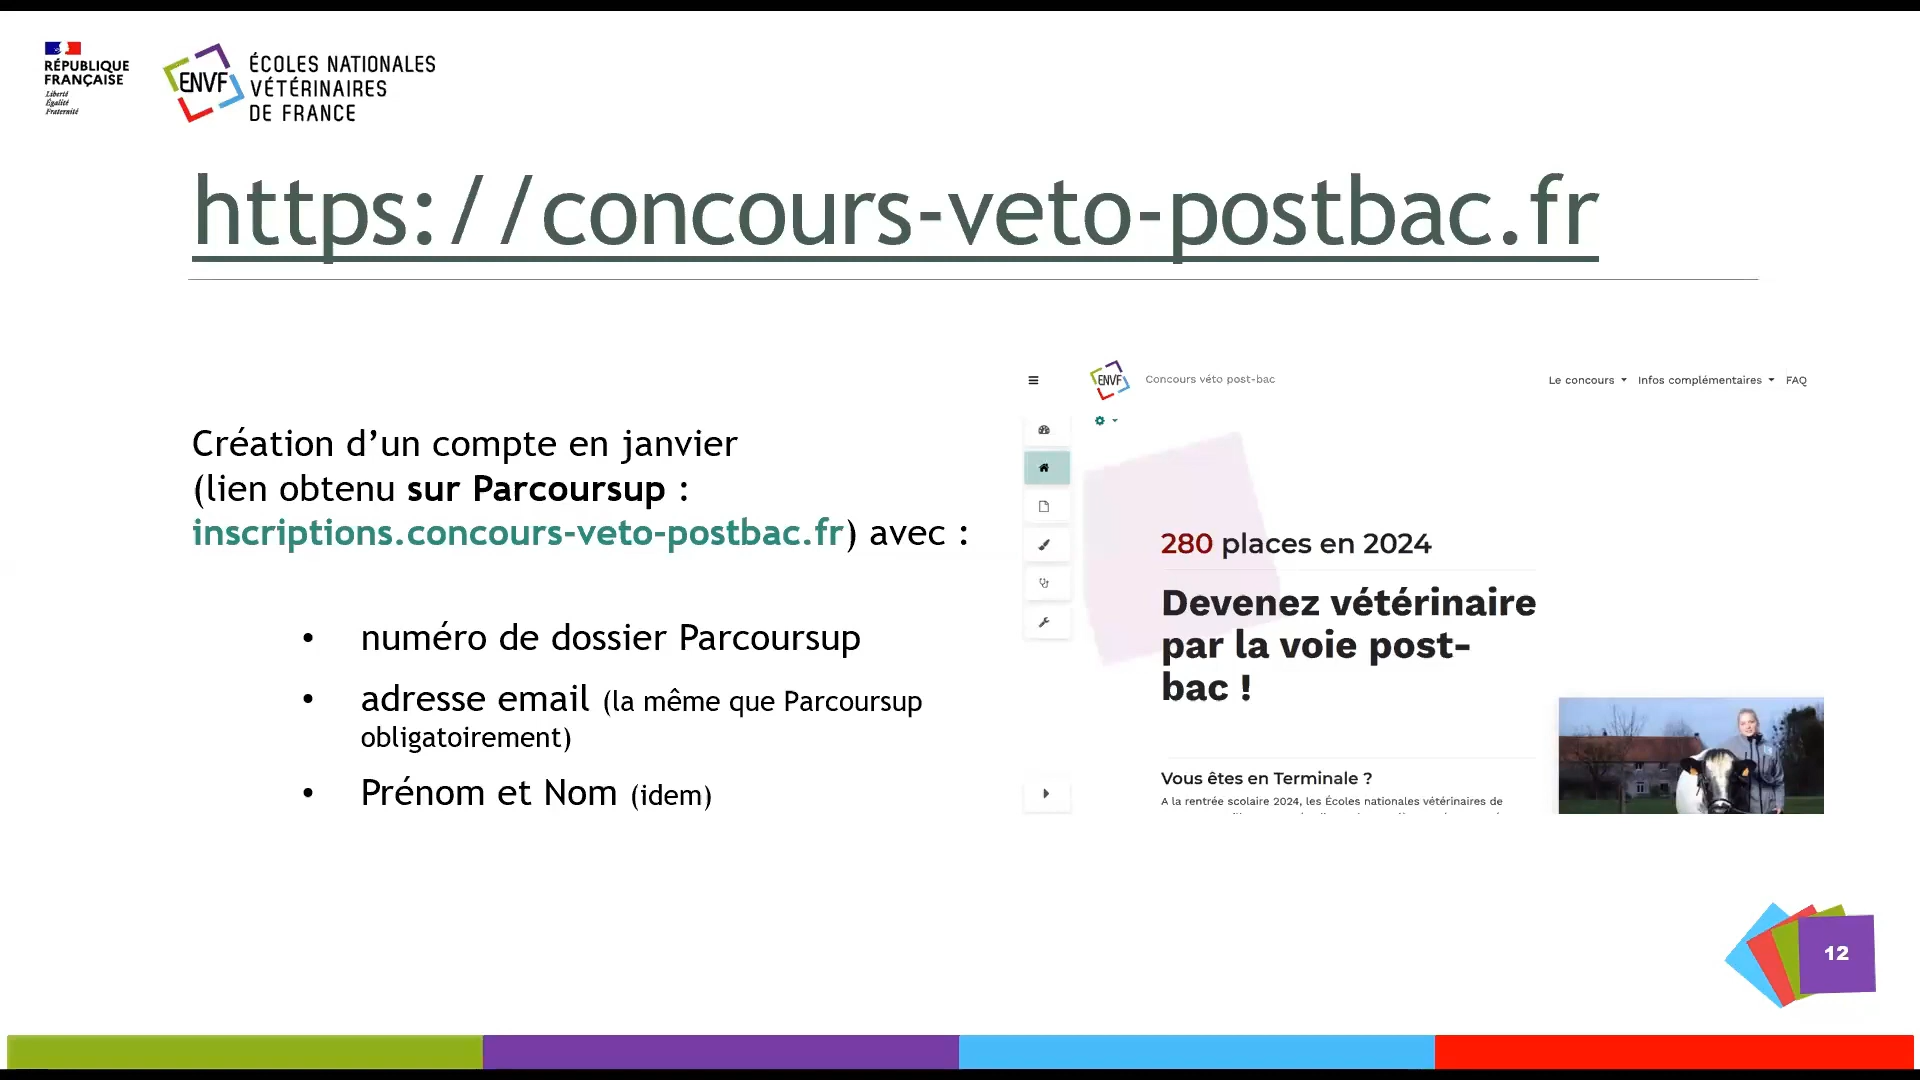 RÉPUBLIQUE
FRANÇAISE
Liberté
Égalité
Fraternité
ENVF
ÉCOLES NATIONALES
VÉTÉRINAIRES
DE FRANCE
https://concours-veto-postbac.fr
Création d’un compte en janvier
(lien obtenu sur Parcoursup :
inscriptions.concours-veto-postbac.fr) avec :
• numéro de dossier Parcoursup
• adresse email (la même que Parcoursup
obligatoirement)
• Prénom et Nom (idem)
ENVF
Concours véto post-bac
Le concours
Infos complémentaires
FAQ
280 places en 2024
Devenez vétérinaire
par la voie post-
bac !
Vous êtes en Terminale ?
A la rentrée scolaire 2024, les Écoles nationales vétérinaires de
12